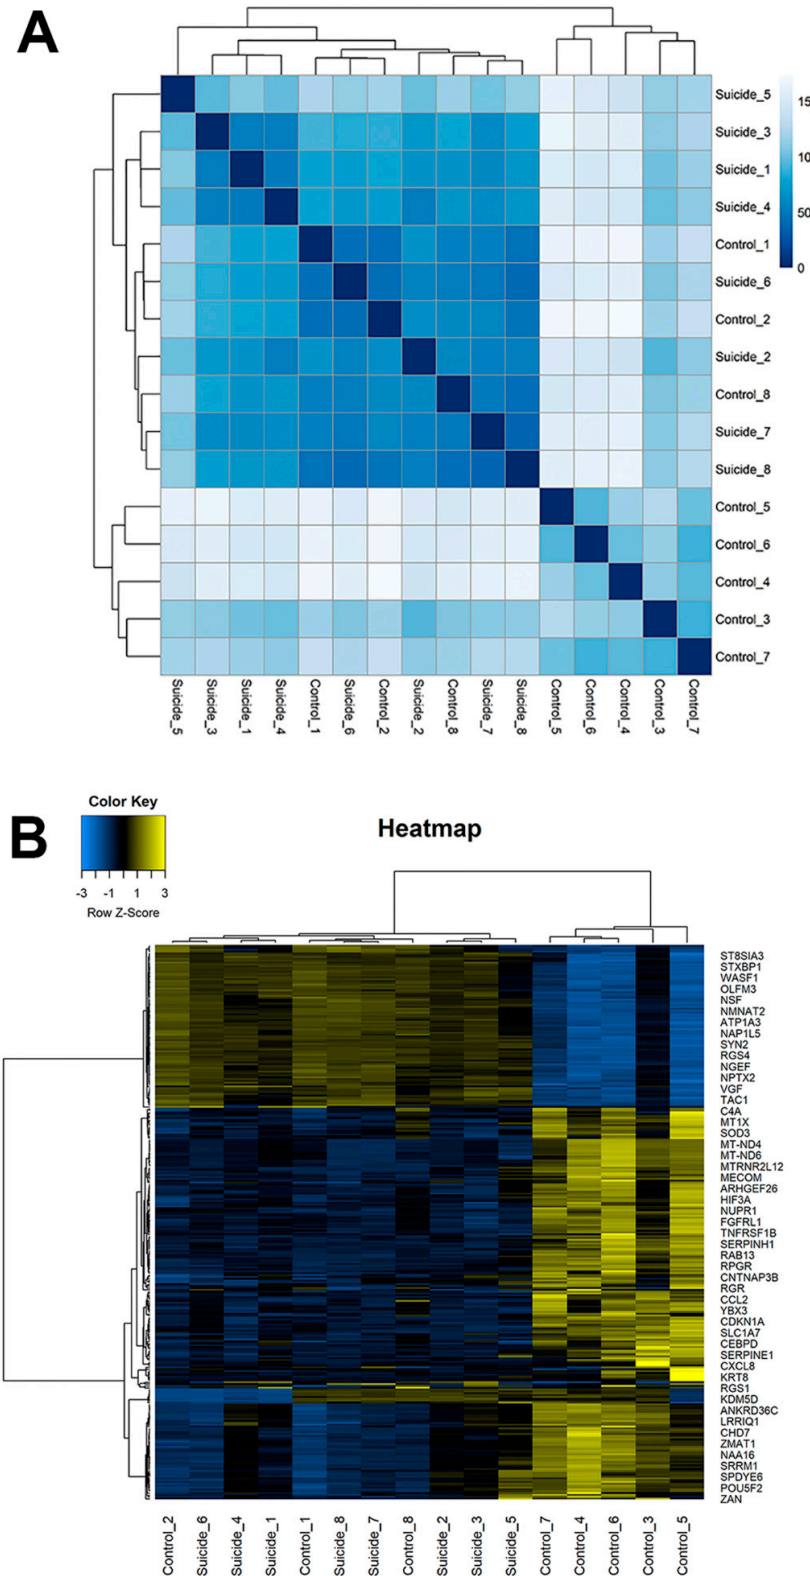 A
Suicide_5
Suicide_3
Suicide_1
Suicide_4
Control_1
Suicide_6
Control_2
Suicide_2
Control_8
Suicide_7
Suicide_8
Control_5
Control_6
Control_4
Control_3
Control_7
50
0
Suicide_5
Suicide_3
Suicide_1
Suicide_4
Control_1
Suicide_6
Control_2
Suicide_2
Control_8
Suicide_7
Suicide_8
Control_5
Control_6
Control_4
Control_3
Control_7
B
Color Key
-3 -1 1 3
Row Z-Score
Heatmap
ST8SIA3
STXBP1
WASF1
OLFM3
NSF
NMNAT2
ATP1A3
NAP1L5
SYN2
RGS4
NGEF
NPTX2
VGF
TAC1
C4A
MT1X
SOD3
MT-ND4
MT-ND6
MTRNR2L12
MECOM
ARHGEF26
HIF3A
NUPR1
FGFRL1
TNFRSF1B
SERPINH1
RAB13
RPGR
CNTNAP3B
RGR
CCL2
YBX3
CDKN1A
SLC1A7
CEBPD
SERPINE1
CXCL8
KRT8
RGS1
KDM5D
ANKRD36C
LRRIQ1
CHD7
ZMAT1
NAA16
SRRM1
SPDYE6
POU5F2
ZAN
Control_2
Suicide_6
Suicide_4
Suicide_1
Control_1
Suicide_8
Suicide_7
Control_8
Suicide_2
Suicide_3
Suicide_5
Control_7
Control_4
Control_6
Control_3
Control_5